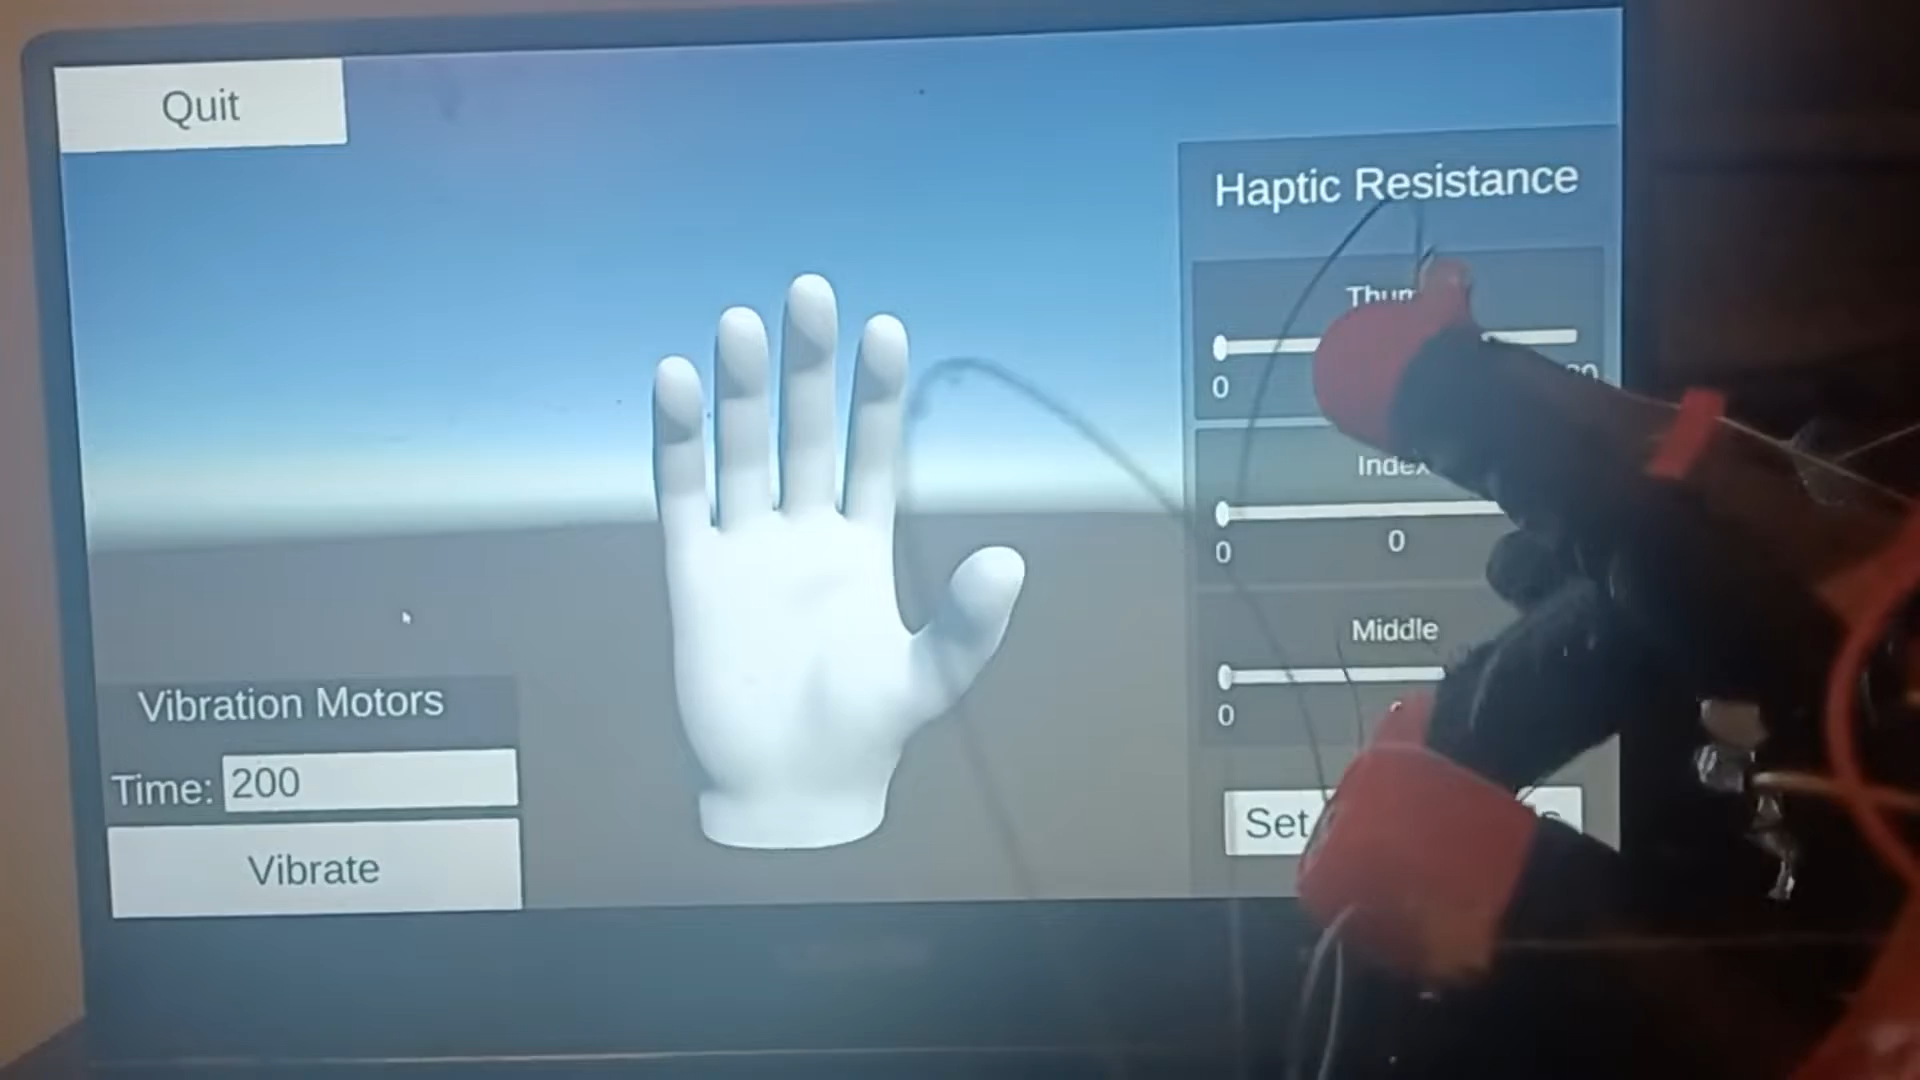 Quit
Haptic Resistance
0
Index
0
0
Middle
0
Set
Vibration Motors
Time: 200
Vibrate